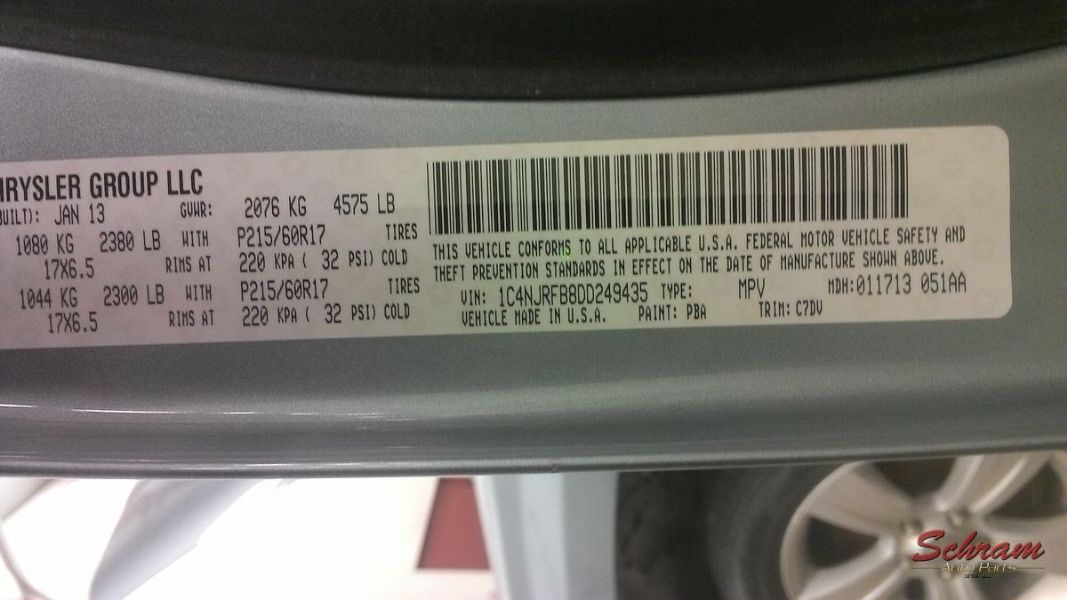 HRYSLER GROUP LLC
BUILT): JAN 13 GVWR: 2076 KG 4575 LB
1080 KG 2380 LB WITH P215/60R17 TIRES
17X6.5 RIMS AT 220 KPA ( 32 PSI) COLD
1044 KG 2300 LB WITH P215/60R17 TIRES
17X6.5 RIMS AT 220 KPA ( 32 PSI) COLD
THIS VEHICLE CONFORMS TO ALL APPLICABLE U.S.A. FEDERAL MOTOR VEHICLE SAFETY AND
THEFT PREVENTION STANDARDS IN EFFECT ON THE DATE OF MANUFACTURE SHOWN ABOVE.
VIN: 1C4NJRFB8DD249435 TYPE: MPV MDH:011713 051AA
VEHICLE MADE IN U.S.A. PAINT: PBA TRIM: C7DV
Schram
Auto Parts